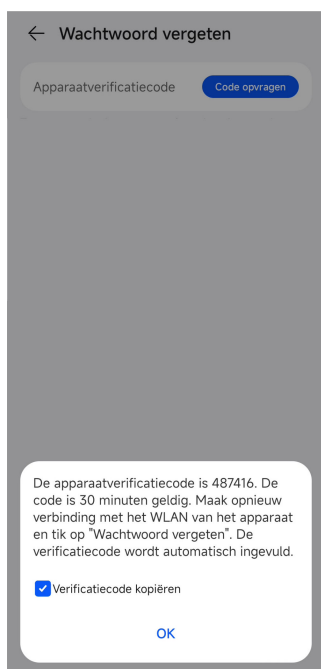 Wachtwoord vergeten
Apparaatverificatiecode
Code opvragen
De apparaatverificatiecode is 487416. De
code is 30 minuten geldig. Maak opnieuw
verbinding met het WLAN van het apparaat
en tik op "Wachtwoord vergeten". De
verificatiecode wordt automatisch ingevuld.
Verificatiecode kopiëren
OK